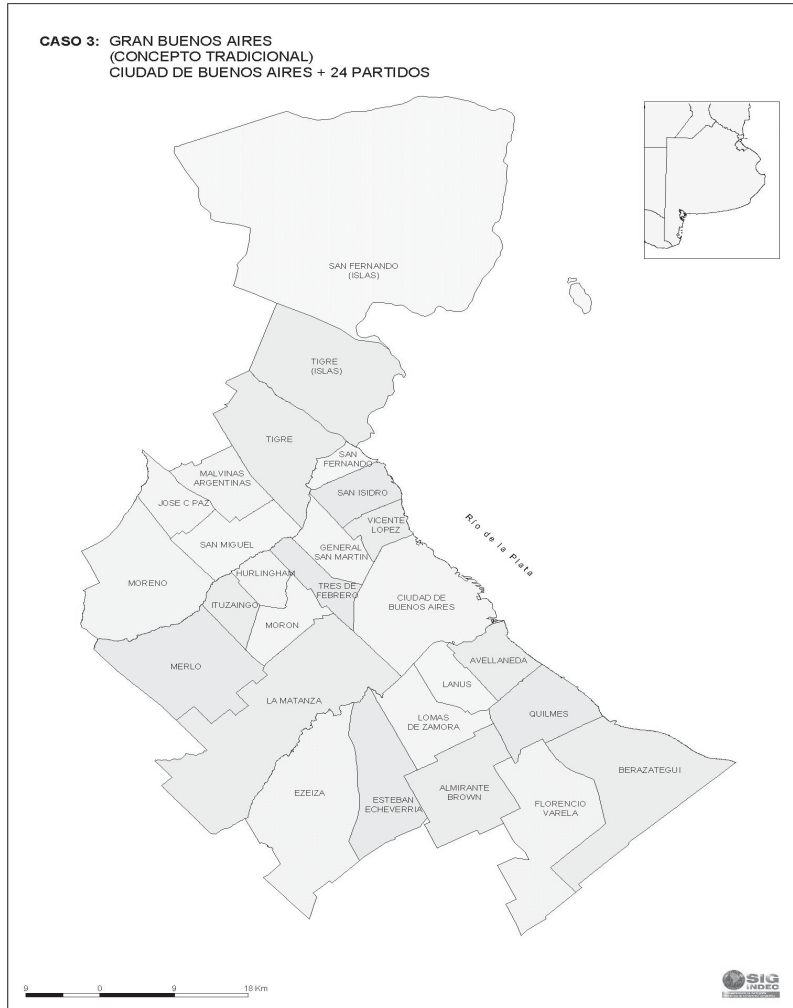 CASO 3: GRAN BUENOS AIRES
(CONCEPTO TRADICIONAL)
CIUDAD DE BUENOS AIRES + 24 PARTIDOS
SAN FERNANDO
(ISLAS)
TIGRE
(ISLAS)
TIGRE
SAN
FERNANDO
MALVINAS
ARGENTINAS
SAN ISIDRO
JOSE C PAZ
VICENTE
LOPEZ
Río de la Plata
SAN MIGUEL
GENERAL
SAN MARTIN
HURLINGHAM
MORENO
TRES DE
FEBRERO
CIUDAD DE
BUENOS AIRES
ITUZAINGO
MORON
MERLO
AVELLANEDA
LANUS
LA MATANZA
LOMAS
DE ZAMORA
QUILMES
BERAZATEGUI
EZEIZA
ALMIRANTE
BROWN
ESTEBAN
ECHEVERRIA
FLORENCIO
VARELA
9 0 9 18 Km
SIG
INDEC